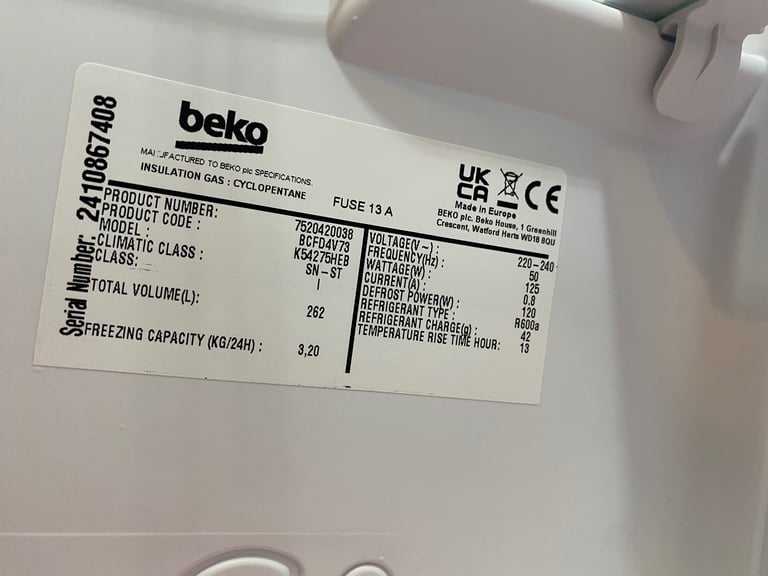 beko
MANUFACTURED TO BEKO plc SPECIFICATIONS.
INSULATION GAS : CYCLOPENTANE
FUSE 13 A
UK
CA
CE
Made in Europe
BEKO plc. Beko House, 1 Greenhill
Crescent, Watford Herts WD18 8QU
Serial Number: 2410867408
PRODUCT NUMBER: 7520420038
PRODUCT CODE : BCFD4V73
MODEL : K54275HEB
CLIMATIC CLASS : SN-ST
CLASS: I
TOTAL VOLUME(L): 262
FREEZING CAPACITY (KG/24H) : 3,20
VOLTAGE(V~) : 220-240
FREQUENCY(Hz) : 50
WATTAGE(W) : 125
CURRENT(A) : 0.8
DEFROST POWER(W) : 120
REFRIGERANT TYPE : R600a
REFRIGERANT CHARGE(g) : 42
TEMPERATURE RISE TIME HOUR: 13